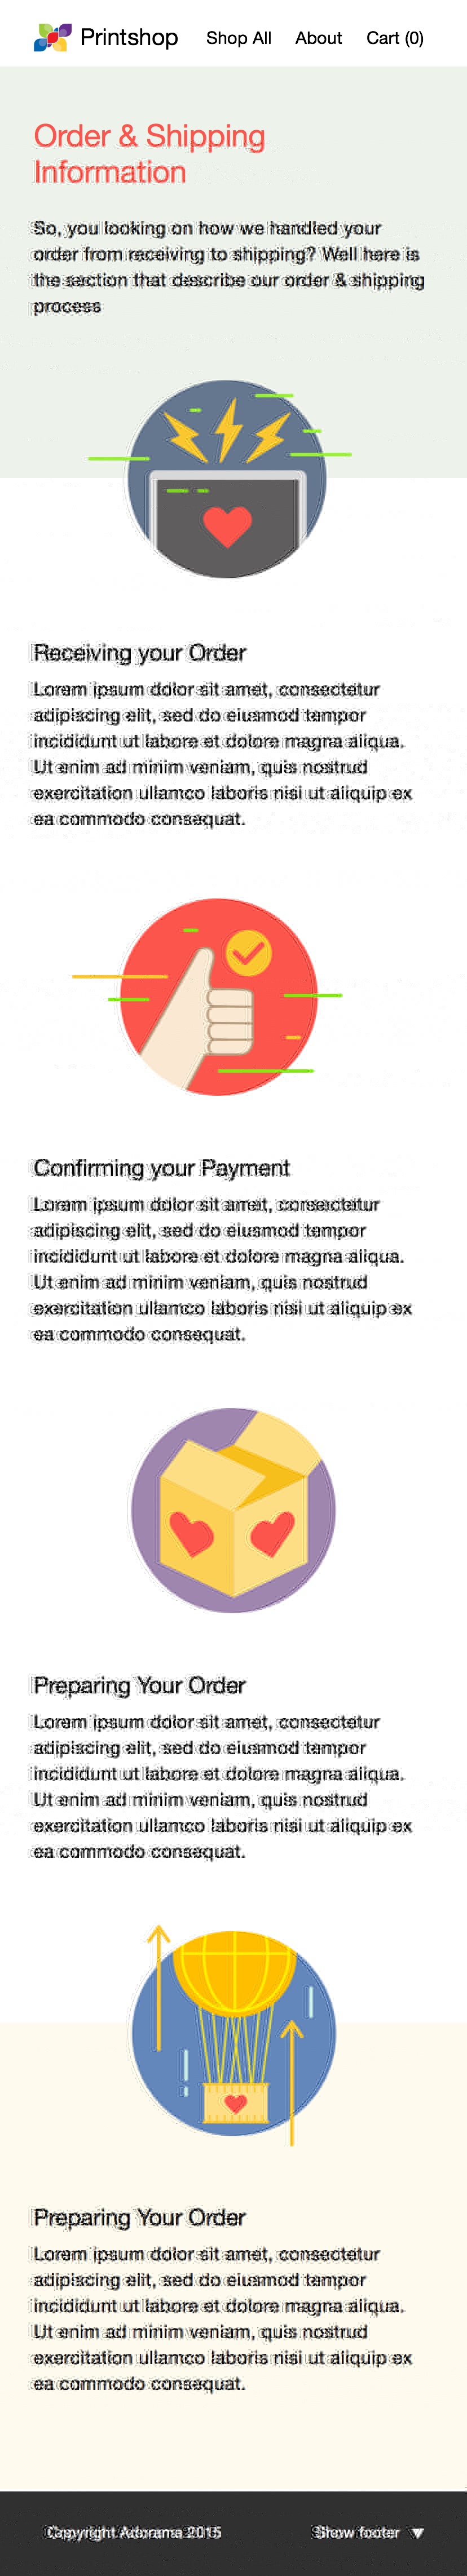 Printshop Shop All About Cart (0)
Order & Shipping
Information
So, you looking on how we handled your
order from receiving to shipping? Well here is
the section that describe our order & shipping
process
Receiving your Order
Lorem ipsum dolor sit amet, consectetur
adipiscing elit, sed do eiusmod tempor
incididunt ut labore et dolore magna aliqua.
Ut enim ad minim veniam, quis nostrud
exercitation ullamco laboris nisi ut aliquip ex
ea commodo consequat.
Confirming your Payment
Lorem ipsum dolor sit amet, consectetur
adipiscing elit, sed do eiusmod tempor
incididunt ut labore et dolore magna aliqua.
Ut enim ad minim veniam, quis nostrud
exercitation ullamco laboris nisi ut aliquip ex
ea commodo consequat.
Preparing Your Order
Lorem ipsum dolor sit amet, consectetur
adipiscing elit, sed do eiusmod tempor
incididunt ut labore et dolore magna aliqua.
Ut enim ad minim veniam, quis nostrud
exercitation ullamco laboris nisi ut aliquip ex
ea commodo consequat.
Preparing Your Order
Lorem ipsum dolor sit amet, consectetur
adipiscing elit, sed do eiusmod tempor
incididunt ut labore et dolore magna aliqua.
Ut enim ad minim veniam, quis nostrud
exercitation ullamco laboris nisi ut aliquip ex
ea commodo consequat.
Copyright Adorama 2015 Show footer